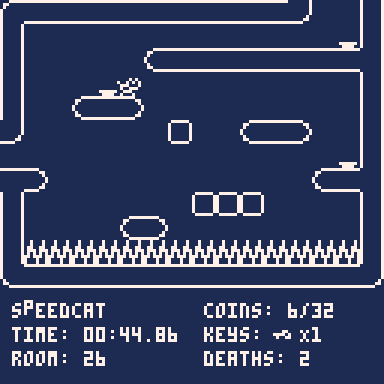 SPEEDCAT
COINS: 6/32
TIME: 00:44.86
KEYS: x1
ROOM: 26
DEATHS: 2